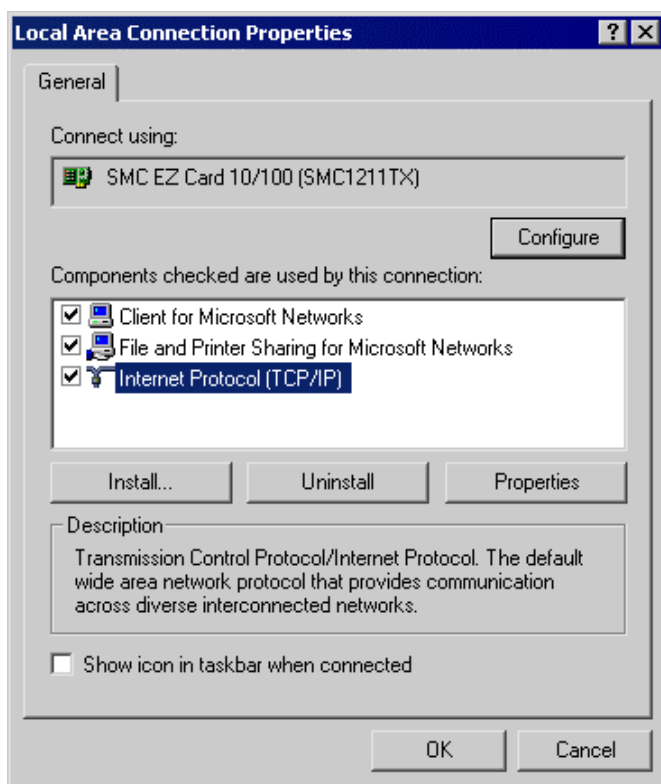 Local Area Connection Properties
General
Connect using:
SMC EZ Card 10/100 (SMC1211TX)
Configure
Components checked are used by this connection:
Client for Microsoft Networks
File and Printer Sharing for Microsoft Networks
Internet Protocol (TCP/IP)
Install... Uninstall Properties
Description
Transmission Control Protocol/Internet Protocol. The default
wide area network protocol that provides communication
across diverse interconnected networks.
Show icon in taskbar when connected
OK Cancel